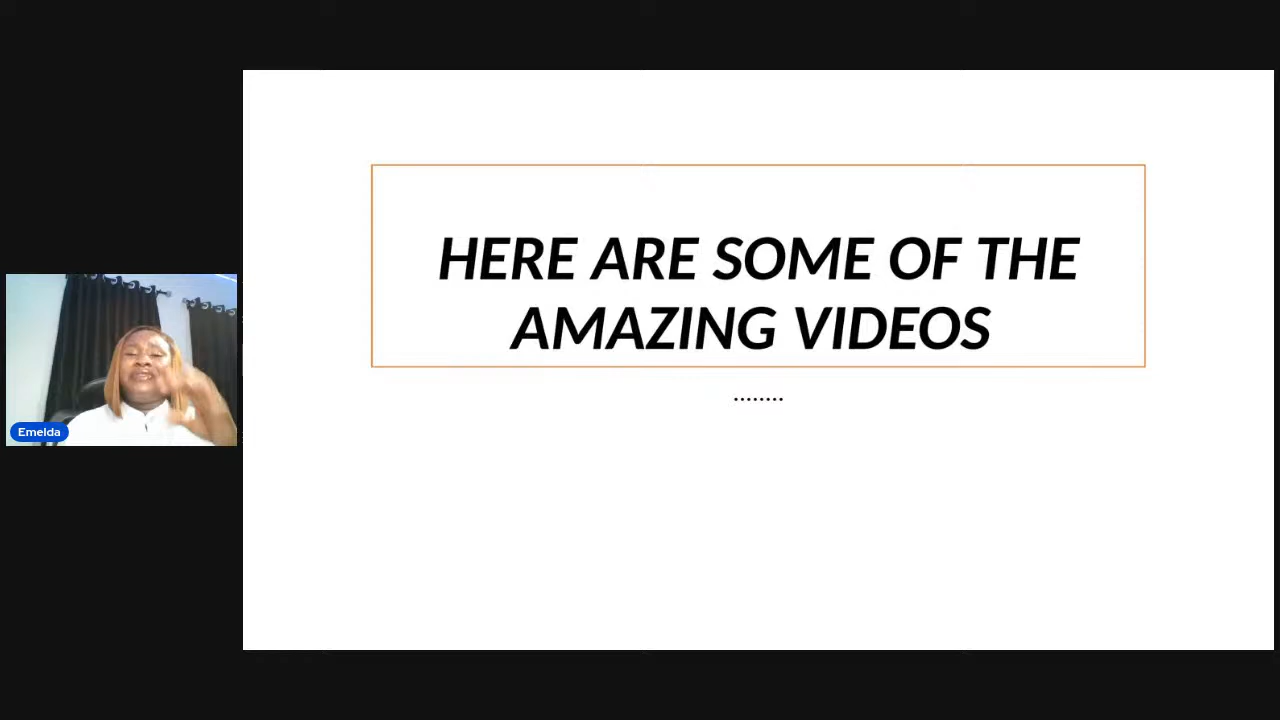 HERE ARE SOME OF THE
AMAZING VIDEOS
........
Emelda